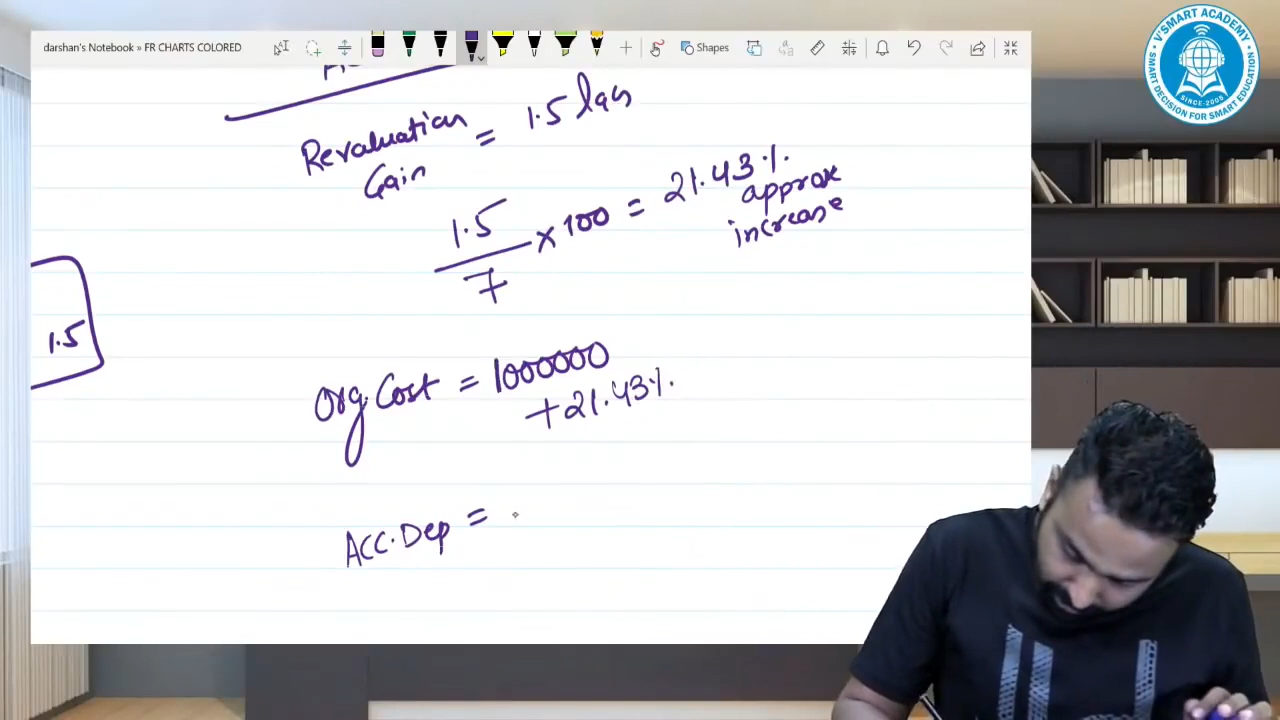 darshan's Notebook » FR CHARTS COLORED
Shapes
V'SMART ACADEMY
SINCE-2005
SMART DECISION FOR SMART EDUCATION
Revaluation Gain = 1.5 lacs
1.5 / 7 × 100 = 21.43% approx increase
1.5
Org. Cost = 1000000
+21.43%
Acc. Dep =